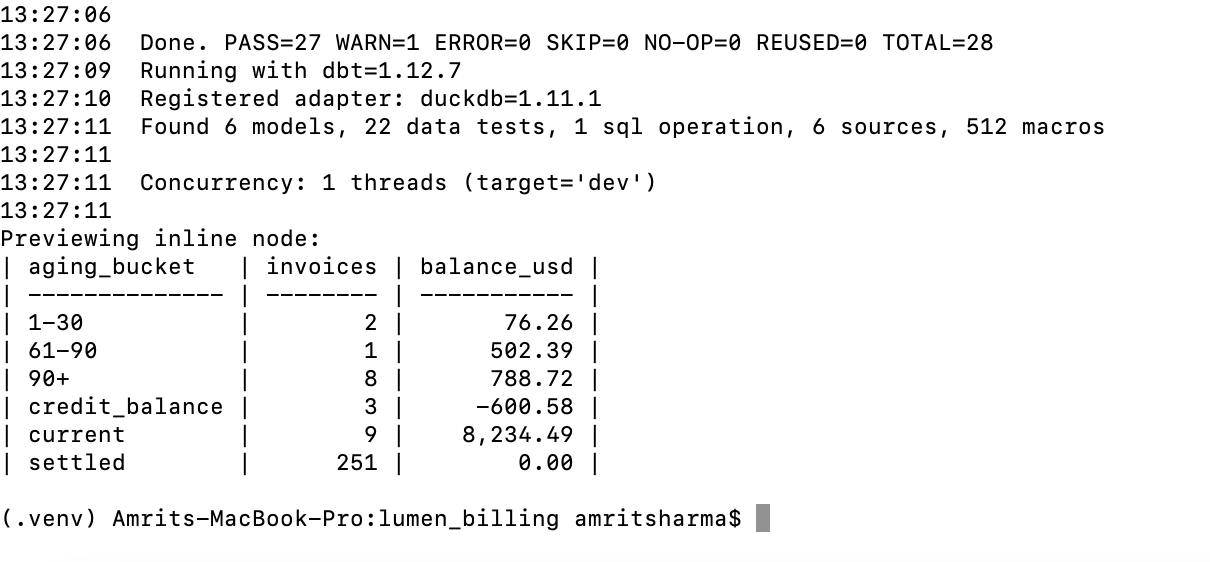 13:27:06
13:27:06  Done. PASS=27 WARN=1 ERROR=0 SKIP=0 NO-OP=0 REUSED=0 TOTAL=28
13:27:09  Running with dbt=1.12.7
13:27:10  Registered adapter: duckdb=1.11.1
13:27:11  Found 6 models, 22 data tests, 1 sql operation, 6 sources, 512 macros
13:27:11
13:27:11  Concurrency: 1 threads (target='dev')
13:27:11
Previewing inline node:
| aging_bucket   | invoices | balance_usd |
| -------------- | -------- | ----------- |
| 1-30           |        2 |       76.26 |
| 61-90          |        1 |      502.39 |
| 90+            |        8 |      788.72 |
| credit_balance |        3 |     -600.58 |
| current        |        9 |    8,234.49 |
| settled        |      251 |        0.00 |
(.venv) Amrits-MacBook-Pro:lumen_billing amritsharma$